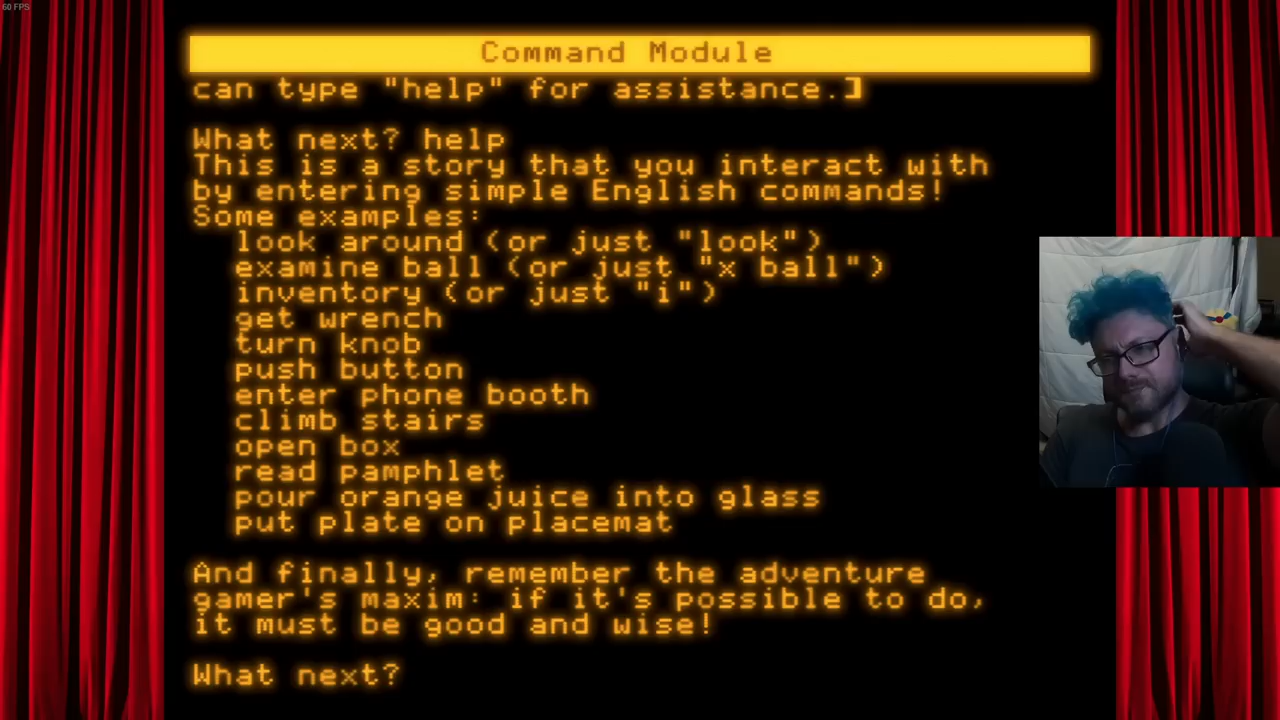 60 FPS
Command Module
can type "help" for assistance.]
What next? help
This is a story that you interact with
by entering simple English commands!
Some examples:
look around (or just "look")
examine ball (or just "x ball")
inventory (or just "i")
get wrench
turn knob
push button
enter phone booth
climb stairs
open box
read pamphlet
pour orange juice into glass
put plate on placemat
And finally, remember the adventure
gamer's maxim: if it's possible to do,
it must be good and wise!
What next?